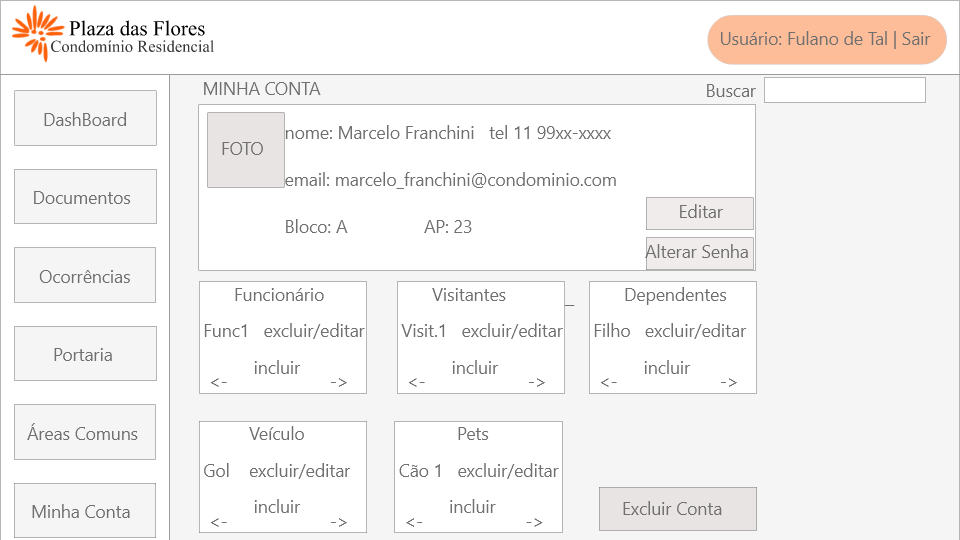 Plaza das Flores
Condomínio Residencial
Usuário: Fulano de Tal | Sair
DashBoard
Documentos
Ocorrências
Portaria
Áreas Comuns
Minha Conta
MINHA CONTA
Buscar
FOTO
nome: Marcelo Franchini tel 11 99xx-xxxx
email: marcelo_franchini@condominio.com
Bloco: A AP: 23
Editar
Alterar Senha
Funcionário
Func1 excluir/editar
incluir
<- ->
Visitantes
Visit.1 excluir/editar
incluir
<- ->
_
Dependentes
Filho excluir/editar
incluir
<- ->
Veículo
Gol excluir/editar
incluir
<- ->
Pets
Cão 1 excluir/editar
incluir
<- ->
Excluir Conta